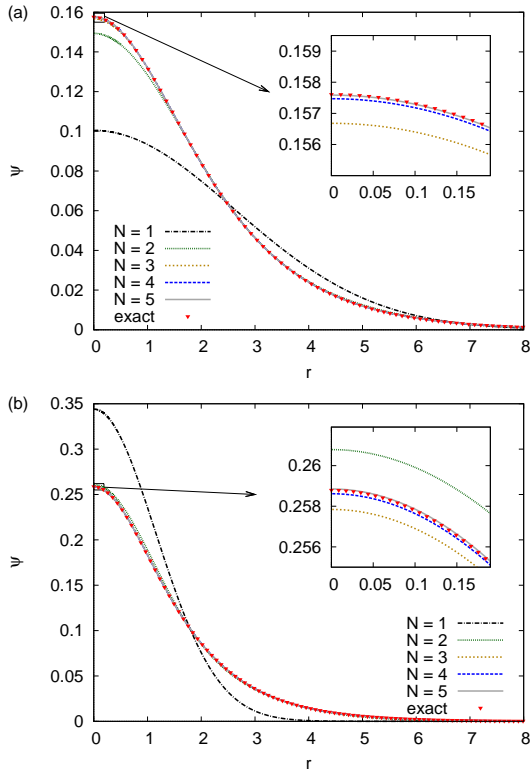 (a)
0.16
0.14
0.12
0.1
0.08
0.06
0.04
0.02
0
ψ
0 1 2 3 4 5 6 7 8
r
N = 1
N = 2
N = 3
N = 4
N = 5
exact
0.159
0.158
0.157
0.156
0 0.05 0.1 0.15
(b)
0.35
0.3
0.25
0.2
0.15
0.1
0.05
0
ψ
0 1 2 3 4 5 6 7 8
r
0.26
0.258
0.256
0 0.05 0.1 0.15
N = 1
N = 2
N = 3
N = 4
N = 5
exact